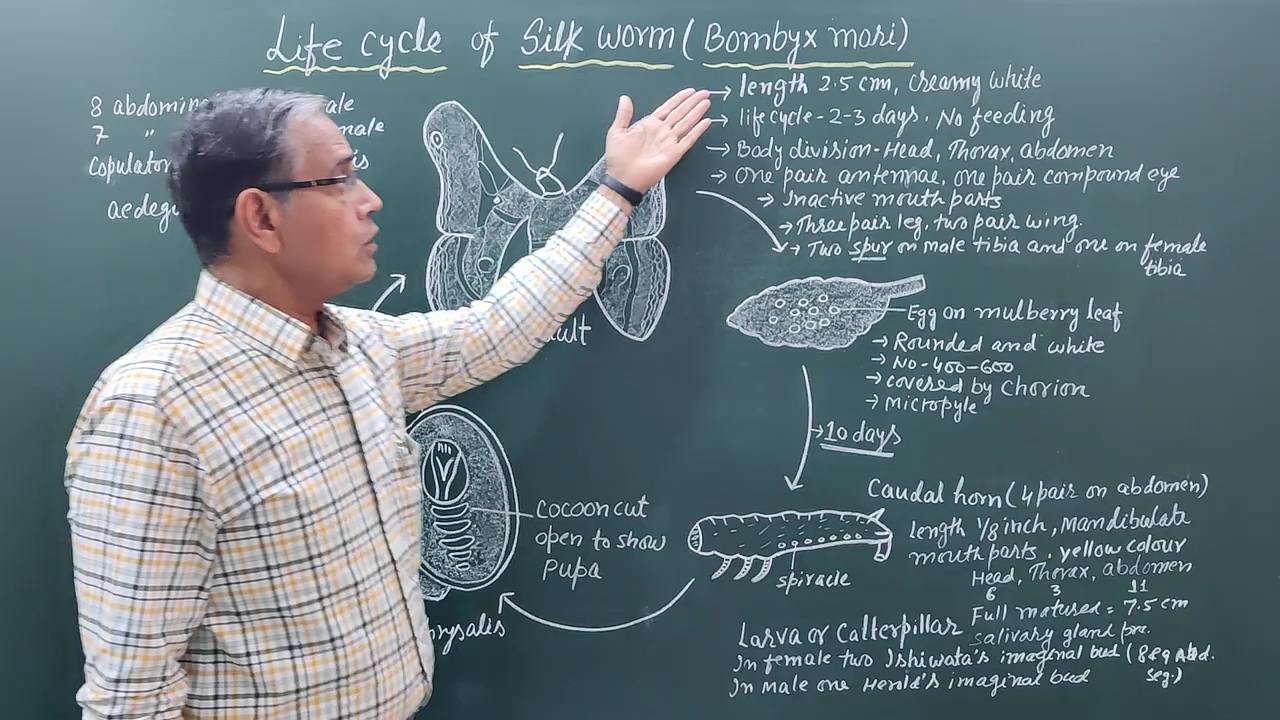 Life cycle of Silk worm (Bombyx mori)
8 abdomin
7 "
copulator
aedeg
→ length 2.5 cm, creamy white
→ life cycle - 2-3 days. No feeding
→ Body division - Head, Thorax, abdomen
→ One pair antennae, one pair compound eye
→ Inactive mouth parts
→ Three pair leg, two pair wing.
→ Two spur on male tibia and one on female
tibia
Egg on mulberry leaf
→ Rounded and white
→ No - 400-600
→ covered by Chorion
→ Micropyle
→ 10 days
Caudal horn (4 pair on abdomen)
length 1/8 inch, Mandibulate
mouth parts, yellow colour
Head, Thorax, abdomen
6 3 11
Full matured = 7.5 cm
salivary gland pre.
spiracle
Larva or Catterpillar
In female two Ishiwata's imaginal bud (8 & 9 Abd.
seg.)
In Male one Herold's imaginal bud
cocoon cut
open to show
Pupa
hrysalis
ult